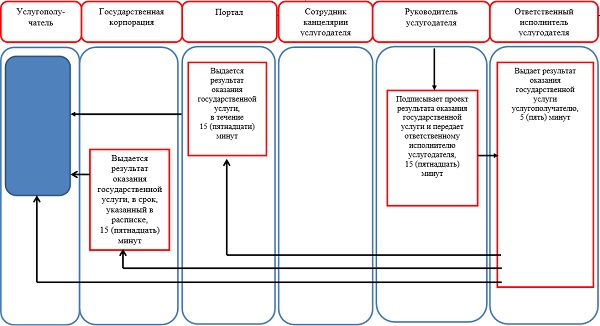 Услугополу-
чатель
Государственная
корпорация
Портал
Сотрудник
канцелярии
услугодателя
Руководитель
услугодателя
Ответственный
исполнитель
услугодателя
Выдается
результат
оказания
государственной
услуги, в срок,
указанный в
расписке,
15 (пятнадцать)
минут
Выдается
результат
оказания
государственной
услуги,
в течение
15 (пятнадцати)
минут
Подписывает проект
результата оказания
государственной
услуги и передает
ответственному
исполнителю
услугодателя,
15 (пятнадцать)
минут
Выдает результат
оказания
государственной
услуги
услугополучателю,
5 (пять) минут